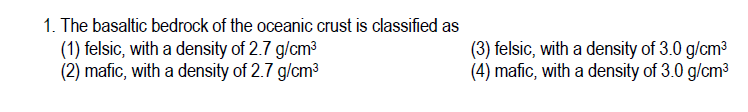 1. The basaltic bedrock of the oceanic crust is classified as
(1) felsic, with a density of 2.7 g/cm³ (3) felsic, with a density of 3.0 g/cm³
(2) mafic, with a density of 2.7 g/cm³ (4) mafic, with a density of 3.0 g/cm³